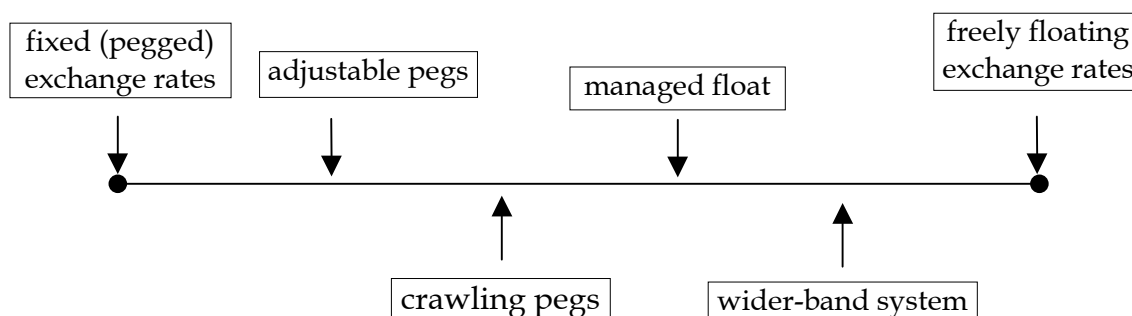 fixed (pegged)
exchange rates
adjustable pegs
managed float
freely floating
exchange rates
crawling pegs
wider-band system